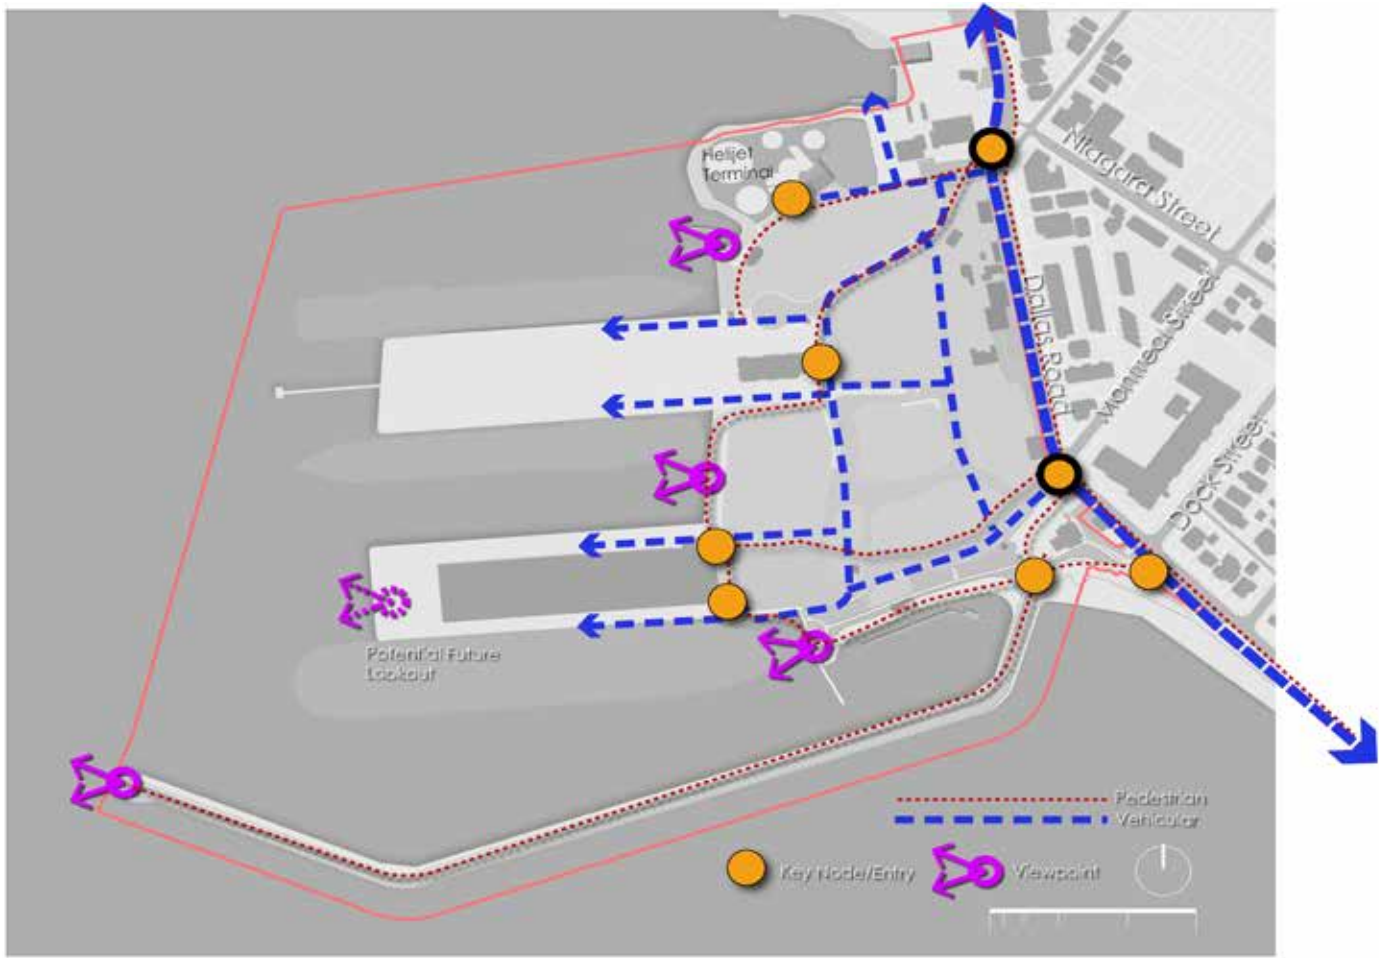 Niagara Street
Helijet
Terminal
Dallas Road
Montreal Street
Dock Street
Potential Future
Lookout
Pedestrian
Vehicular
Key Node/Entry
Viewpoint